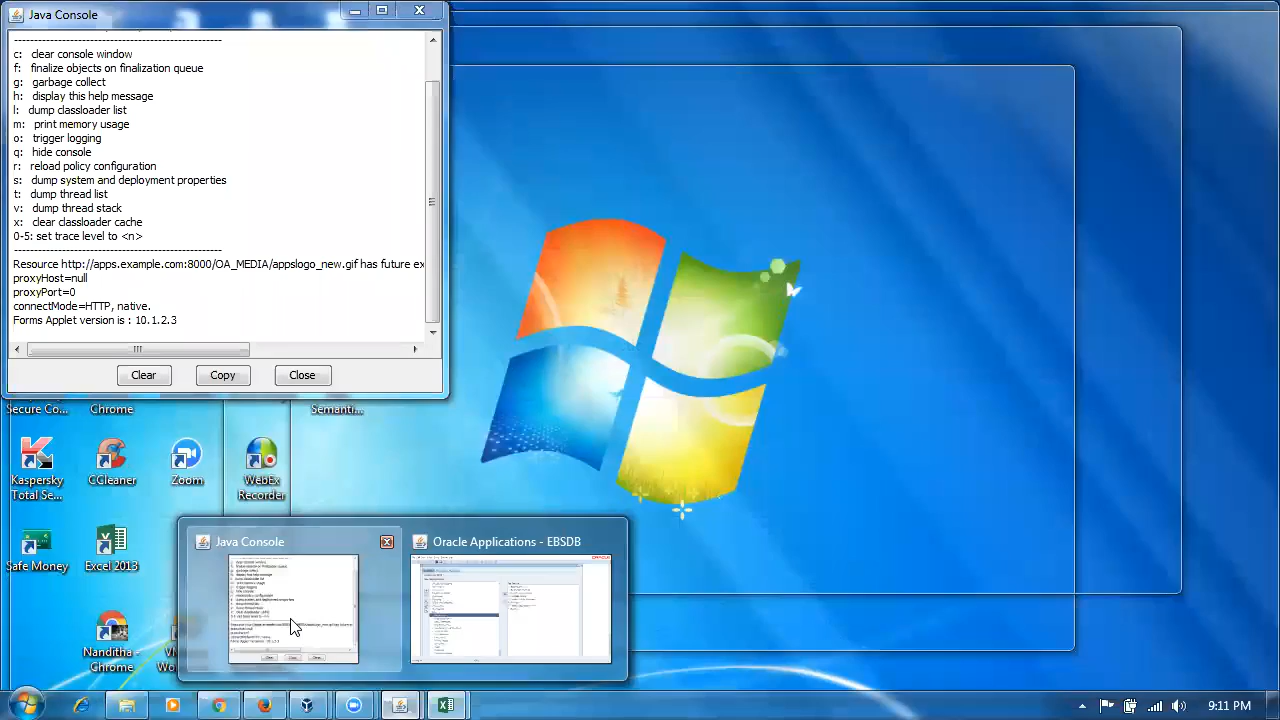 Java Console
----------------------------------------------------
c: clear console window
f: finalize objects on finalization queue
g: garbage collect
h: display this help message
l: dump classloader list
m: print memory usage
o: trigger logging
q: hide console
r: reload policy configuration
s: dump system and deployment properties
t: dump thread list
v: dump thread stack
x: clear classloader cache
0-5: set trace level to <n>
----------------------------------------------------
Resource http://apps.example.com:8000/OA_MEDIA/appslogo_new.gif has future ex
proxyHost=null
proxyPort=0
connectMode=HTTP, native.
Forms Applet version is : 10.1.2.3
Clear Copy Close
Secure Co... Chrome Semanti...
Kaspersky Total Se...
CCleaner
Zoom
WebEx Recorder
Safe Money
Excel 2013
Nanditha - Chrome
Wo
Java Console
Oracle Applications - EBSDB
9:11 PM